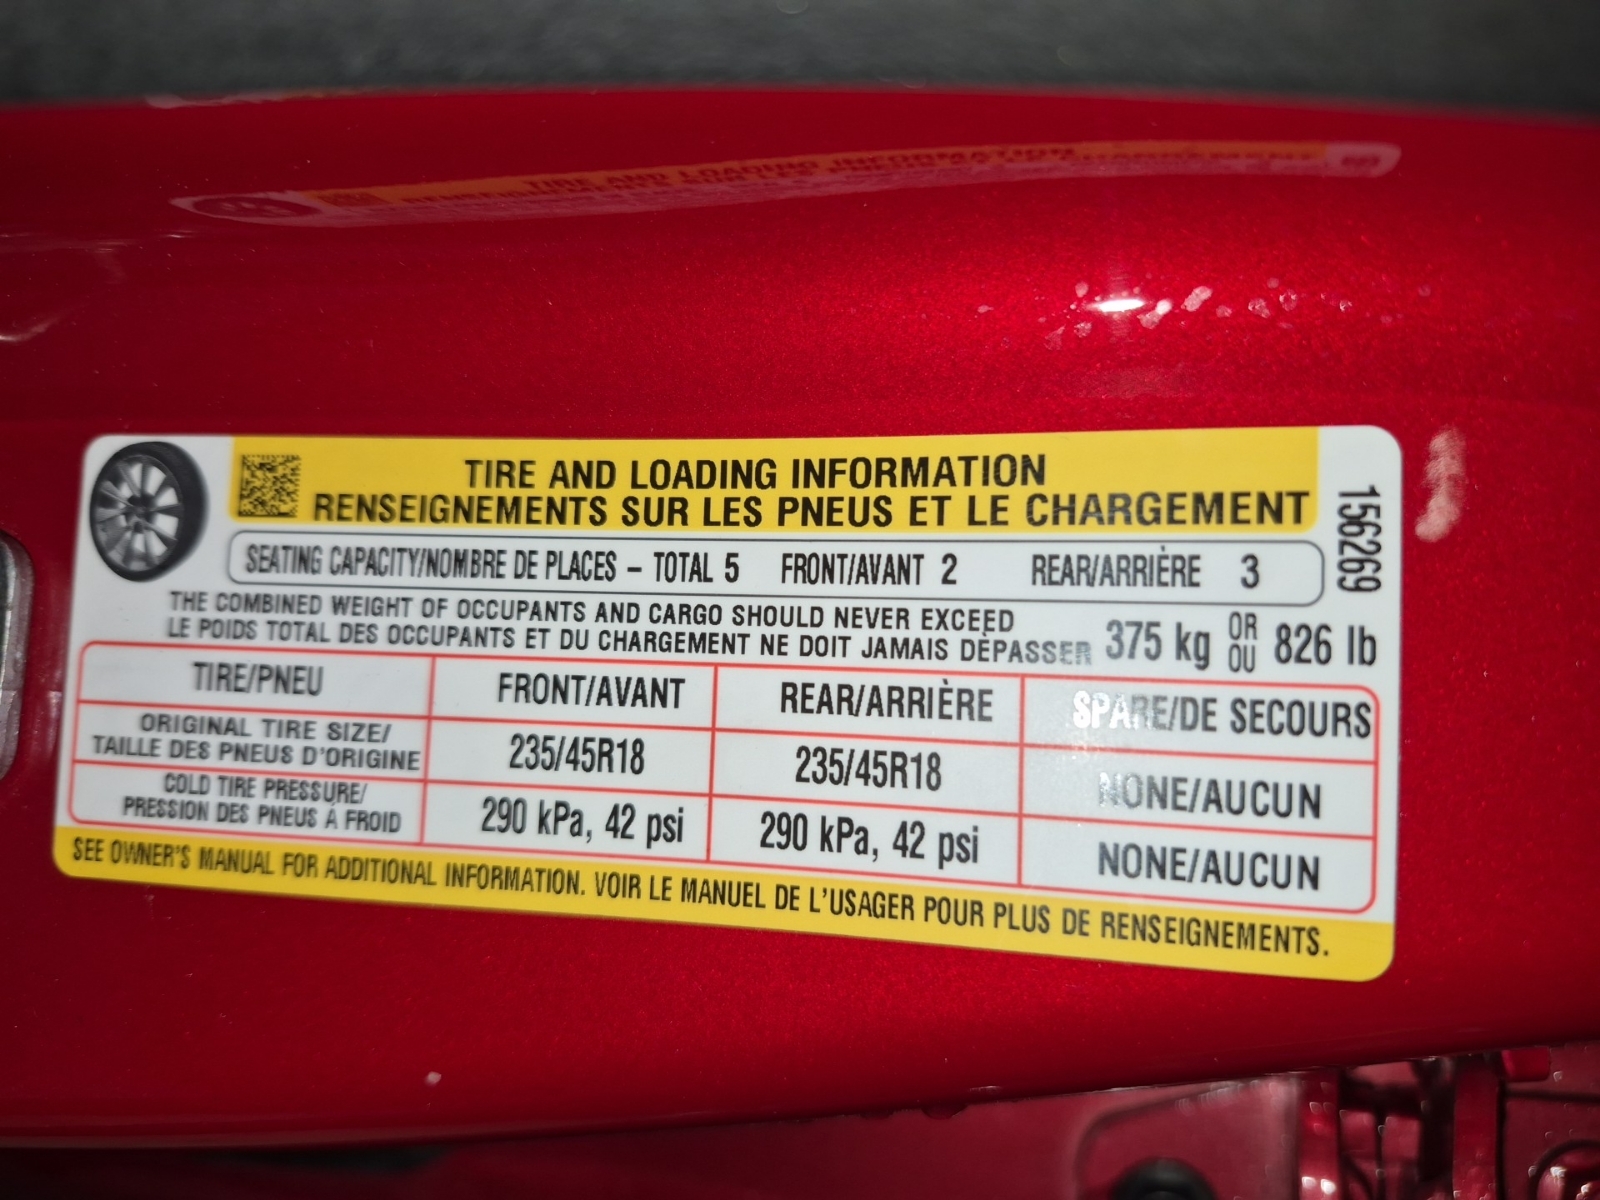 TIRE AND LOADING INFORMATION
RENSEIGNEMENTS SUR LES PNEUS ET LE CHARGEMENT
156269
SEATING CAPACITY/NOMBRE DE PLACES – TOTAL 5 FRONT/AVANT 2 REAR/ARRIÈRE 3
THE COMBINED WEIGHT OF OCCUPANTS AND CARGO SHOULD NEVER EXCEED
LE POIDS TOTAL DES OCCUPANTS ET DU CHARGEMENT NE DOIT JAMAIS DÉPASSER
375 kg OR OU 826 lb
TIRE/PNEU FRONT/AVANT REAR/ARRIÈRE SPARE/DE SECOURS
ORIGINAL TIRE SIZE/
TAILLE DES PNEUS D'ORIGINE 235/45R18 235/45R18 NONE/AUCUN
COLD TIRE PRESSURE/
PRESSION DES PNEUS À FROID 290 kPa, 42 psi 290 kPa, 42 psi NONE/AUCUN
SEE OWNER'S MANUAL FOR ADDITIONAL INFORMATION. VOIR LE MANUEL DE L'USAGER POUR PLUS DE RENSEIGNEMENTS.